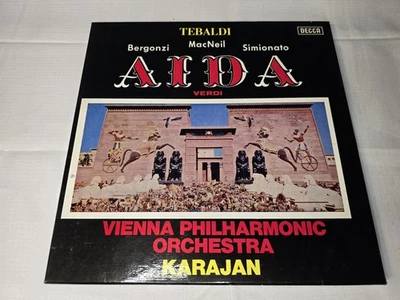 TEBALDI
DECCA
Bergonzi MacNeil Simionato
AIDA
VERDI
VIENNA PHILHARMONIC
ORCHESTRA
KARAJAN